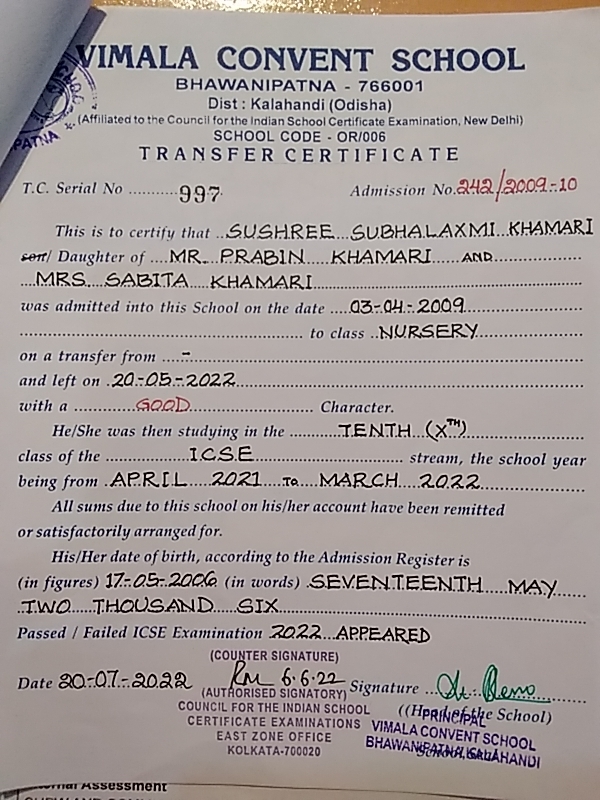 VIMALA CONVENT SCHOOL
BHAWANIPATNA - 766001
Dist : Kalahandi (Odisha)
(Affiliated to the Council for the Indian School Certificate Examination, New Delhi)
SCHOOL CODE - OR/006
PATNA
TRANSFER CERTIFICATE
T.C. Serial No ........... 997 Admission No. 242/2009-10
This is to certify that ...SUSHREE SUBHALAXMI KHAMARI
son/ Daughter of ....MR. PRABIN KHAMARI AND
MRS. SABITA KHAMARI
was admitted into this School on the date ....03-04-2009
to class ..NURSERY
on a transfer from .... -
and left on .20-05-2022
with a ............ GOOD ............ Character.
He/She was then studying in the .......... TENTH (XTH)
class of the .............. ICSE .............. stream, the school year
being from .APRIL 2021 To MARCH 2022
All sums due to this school on his/her account have been remitted
or satisfactorily arranged for.
His/Her date of birth, according to the Admission Register is
(in figures) 17-05-2006 (in words) .SEVENTEENTH MAY
TWO THOUSAND SIX
Passed / Failed ICSE Examination 2022 APPEARED
(COUNTER SIGNATURE)
Date 20-07-2022 6.6.22 Signature
(AUTHORISED SIGNATORY)
COUNCIL FOR THE INDIAN SCHOOL
CERTIFICATE EXAMINATIONS
EAST ZONE OFFICE
KOLKATA-700020
((Head of the School)
PRINCIPAL
VIMALA CONVENT SCHOOL
BHAWANIPATNA, KALAHANDI
Assessment